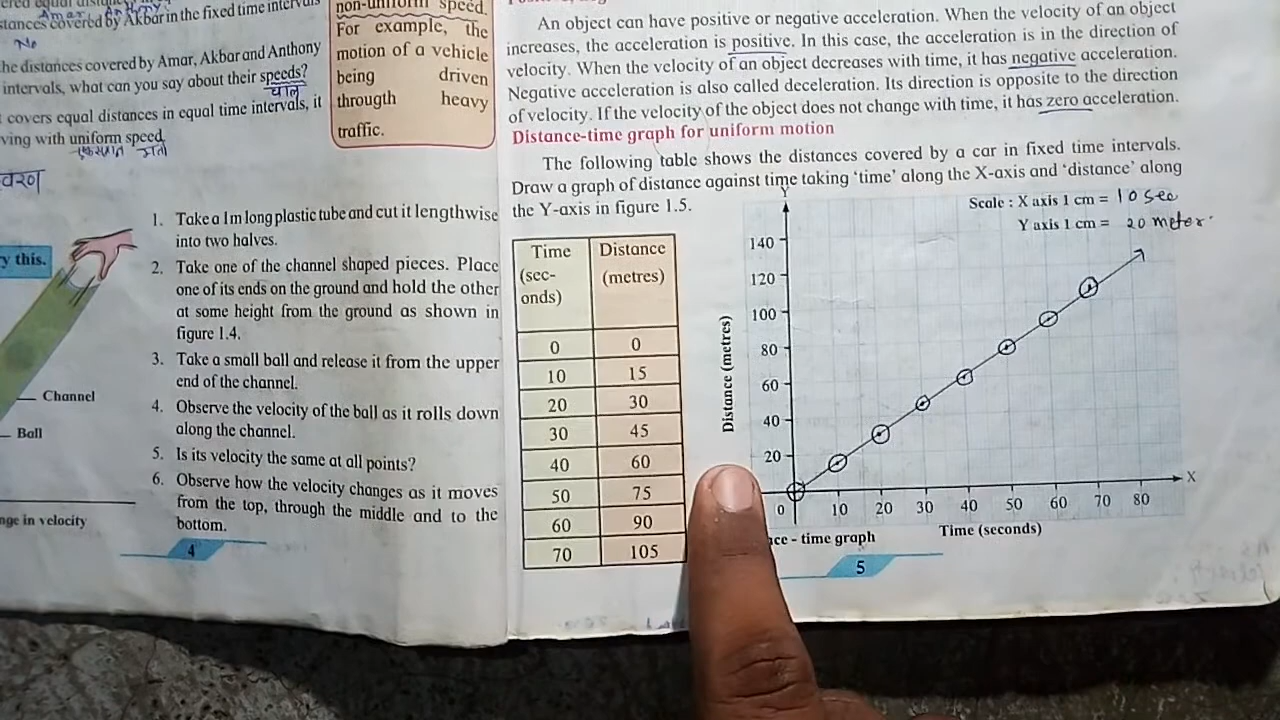 stances covered by Akbar in the fixed time intervals
No
he distances covered by Amar, Akbar and Anthony
intervals, what can you say about their speeds?
चाल
covers equal distances in equal time intervals, it
ving with uniform speed
एकसमान गती
y this.
Channel
Ball
nge in velocity
non-uniform speed.
For example, the
motion of a vehicle
being driven
througth heavy
traffic.
1. Take a 1m long plastic tube and cut it lengthwise
into two halves.
2. Take one of the channel shaped pieces. Place
one of its ends on the ground and hold the other
at some height from the ground as shown in
figure 1.4.
3. Take a small ball and release it from the upper
end of the channel.
4. Observe the velocity of the ball as it rolls down
along the channel.
5. Is its velocity the same at all points?
6. Observe how the velocity changes as it moves
from the top, through the middle and to the
bottom.
4
An object can have positive or negative acceleration. When the velocity of an object
increases, the acceleration is positive. In this case, the acceleration is in the direction of
velocity. When the velocity of an object decreases with time, it has negative acceleration.
Negative acceleration is also called deceleration. Its direction is opposite to the direction
of velocity. If the velocity of the object does not change with time, it has zero acceleration.
Distance-time graph for uniform motion
The following table shows the distances covered by a car in fixed time intervals.
Draw a graph of distance against time taking ‘time’ along the X-axis and ‘distance’ along
the Y-axis in figure 1.5.
Time Distance
(sec- (metres)
onds)
0 0
10 15
20 30
30 45
40 60
50 75
60 90
70 105
Y
Scale : X axis 1 cm = 10 sec
Y axis 1 cm = 20 meter
140
120
100
80
60
40
20
Distance (metres)
0 10 20 30 40 50 60 70 80
X
Time (seconds)
ce - time graph
5